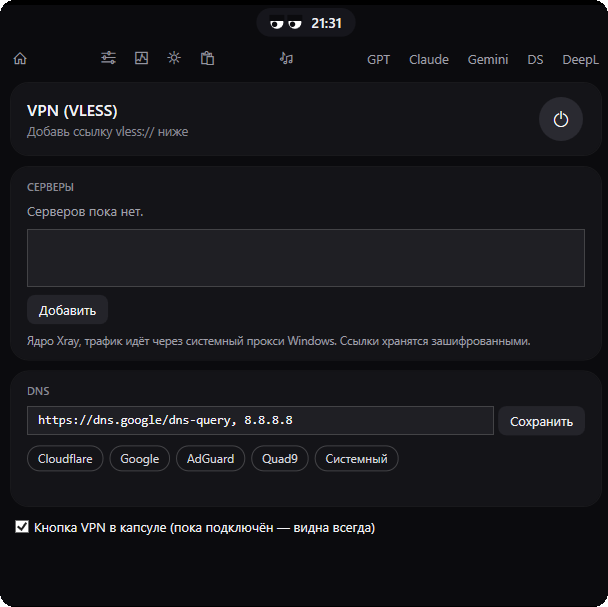 21:31
GPT Claude Gemini DS DeepL
VPN (VLESS)
Добавь ссылку vless:// ниже
СЕРВЕРЫ
Серверов пока нет.
Добавить
Ядро Xray, трафик идёт через системный прокси Windows. Ссылки хранятся зашифрованными.
DNS
https://dns.google/dns-query, 8.8.8.8 Сохранить
Cloudflare Google AdGuard Quad9 Системный
Кнопка VPN в капсуле (пока подключён — видна всегда)